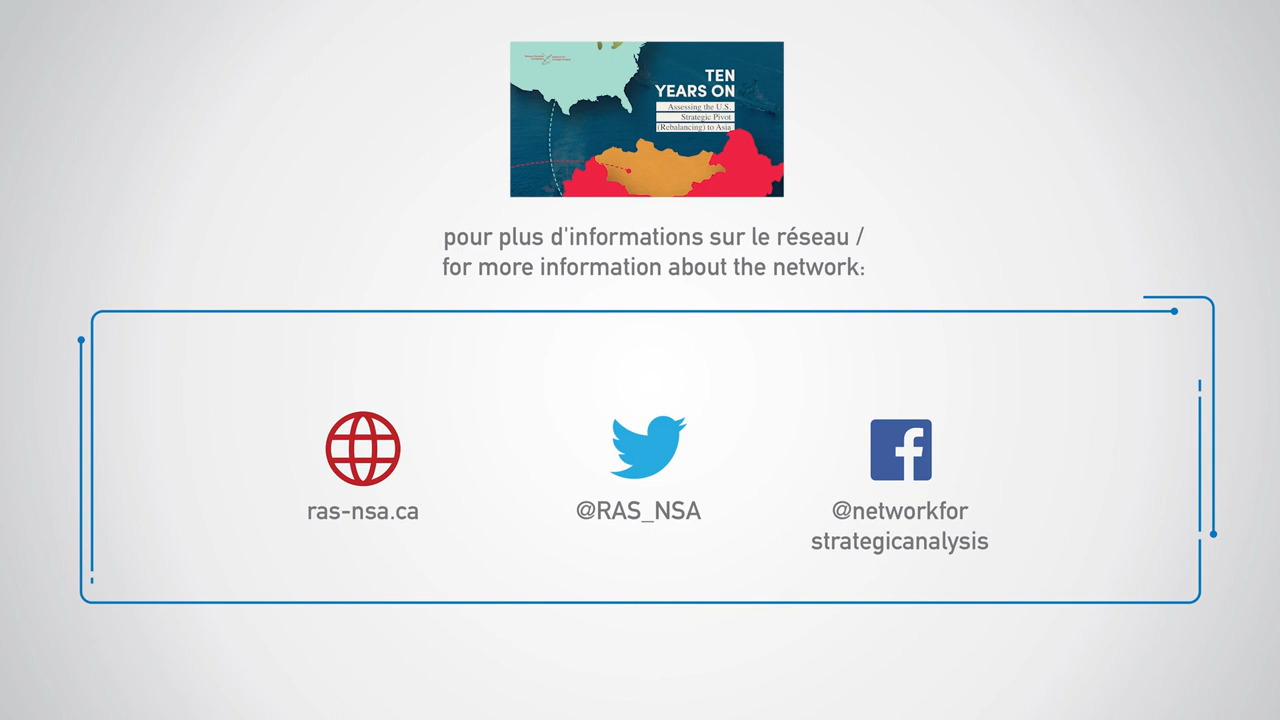 TEN
YEARS ON
Assessing the U.S.
Strategic Pivot
(Rebalancing) to Asia
pour plus d'informations sur le réseau /
for more information about the network:
ras-nsa.ca
@RAS_NSA
@networkfor
strategicanalysis